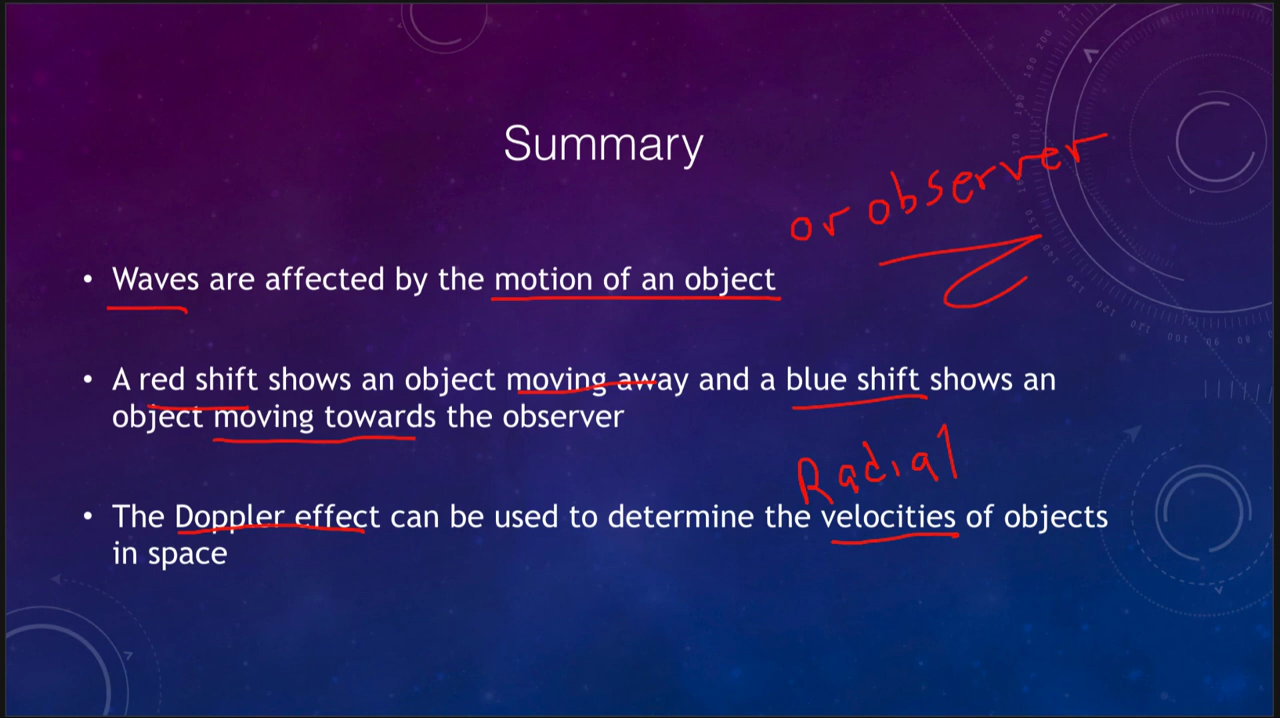 Summary
or observer
• Waves are affected by the motion of an object
• A red shift shows an object moving away and a blue shift shows an
object moving towards the observer
Radial
• The Doppler effect can be used to determine the velocities of objects
in space